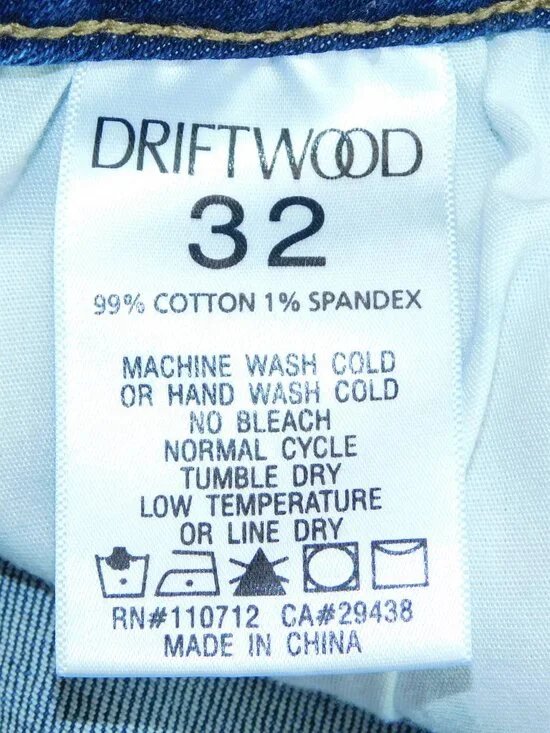 DRIFTWOOD
32
99% COTTON 1% SPANDEX
MACHINE WASH COLD
OR HAND WASH COLD
NO BLEACH
NORMAL CYCLE
TUMBLE DRY
LOW TEMPERATURE
OR LINE DRY
RN#110712 CA#29438
MADE IN CHINA